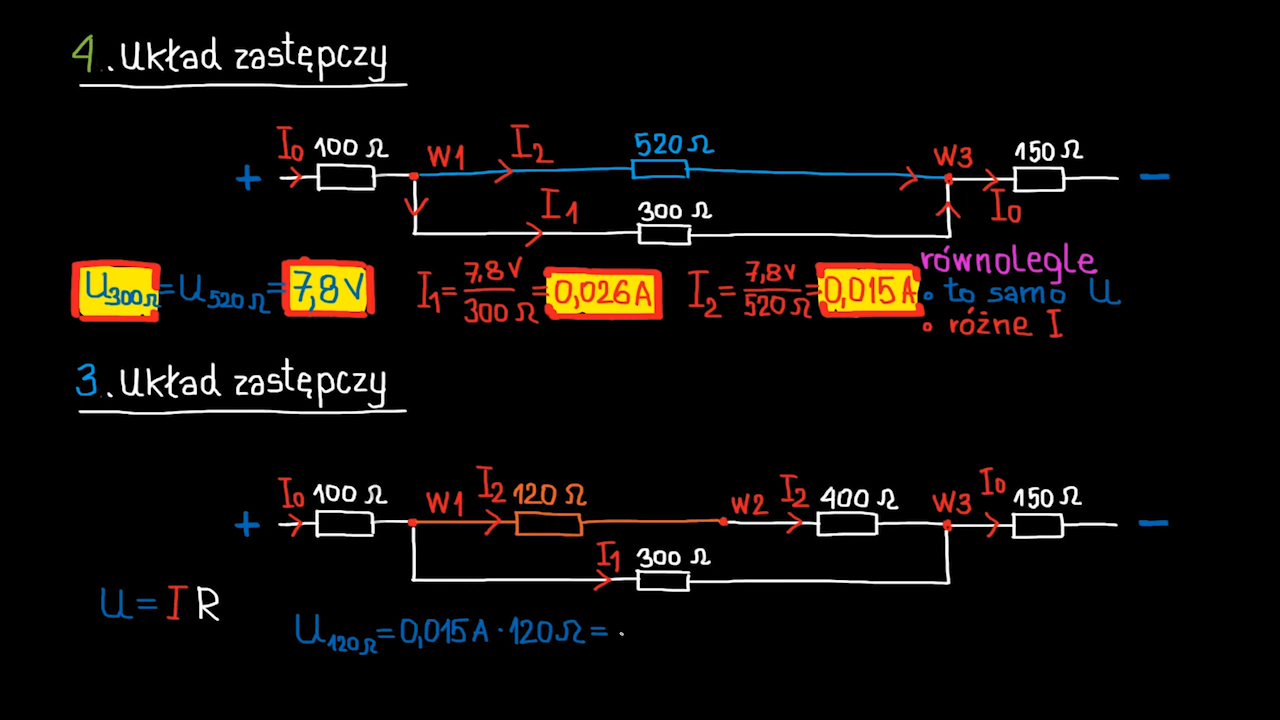 4. Układ zastępczy
I₀ 100 Ω W1 I₂ 520 Ω W3 150 Ω
+ −
I₁ 300 Ω I₀
U₃₀₀Ω = U₅₂₀Ω = 7,8 V I₁ = 7,8 V / 300 Ω = 0,026 A I₂ = 7,8 V / 520 Ω = 0,015 A
równolegle
• to samo U
• różne I
3. Układ zastępczy
I₀ 100 Ω W1 I₂ 120 Ω W2 I₂ 400 Ω W3 I₀ 150 Ω
+ −
I₁ 300 Ω
U = I R
U₁₂₀Ω = 0,015 A · 120 Ω =